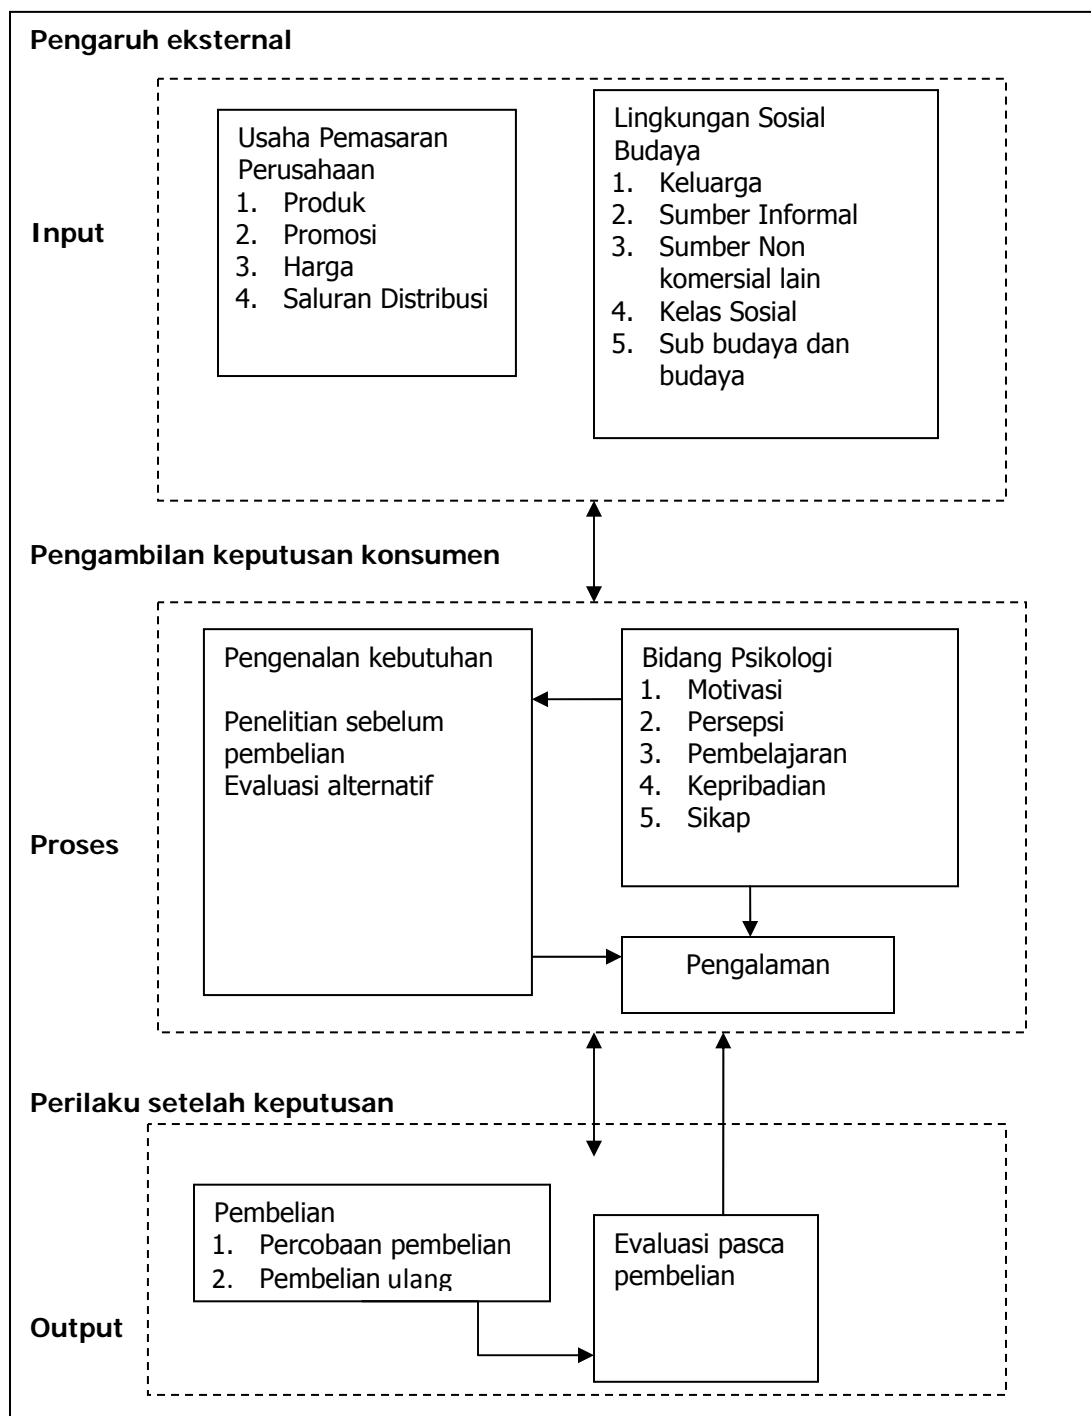 Pengaruh eksternal
Input
Usaha Pemasaran
Perusahaan
1. Produk
2. Promosi
3. Harga
4. Saluran Distribusi
Lingkungan Sosial
Budaya
1. Keluarga
2. Sumber Informal
3. Sumber Non
komersial lain
4. Kelas Sosial
5. Sub budaya dan
budaya
Pengambilan keputusan konsumen
Proses
Pengenalan kebutuhan
Penelitian sebelum
pembelian
Evaluasi alternatif
Bidang Psikologi
1. Motivasi
2. Persepsi
3. Pembelajaran
4. Kepribadian
5. Sikap
Pengalaman
Perilaku setelah keputusan
Output
Pembelian
1. Percobaan pembelian
2. Pembelian ulang
Evaluasi pasca
pembelian